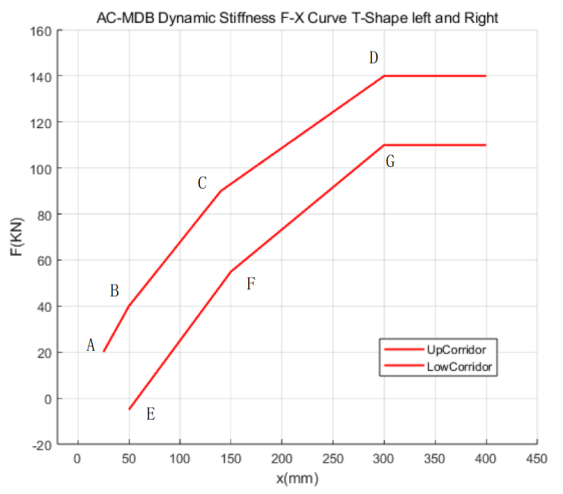 AC-MDB Dynamic Stiffness F-X Curve T-Shape left and Right
160
140
120
100
80
60
40
20
0
-20
F(KN)
D
C
G
B
F
A
E
UpCorridor
LowCorridor
0 50 100 150 200 250 300 350 400 450
x(mm)